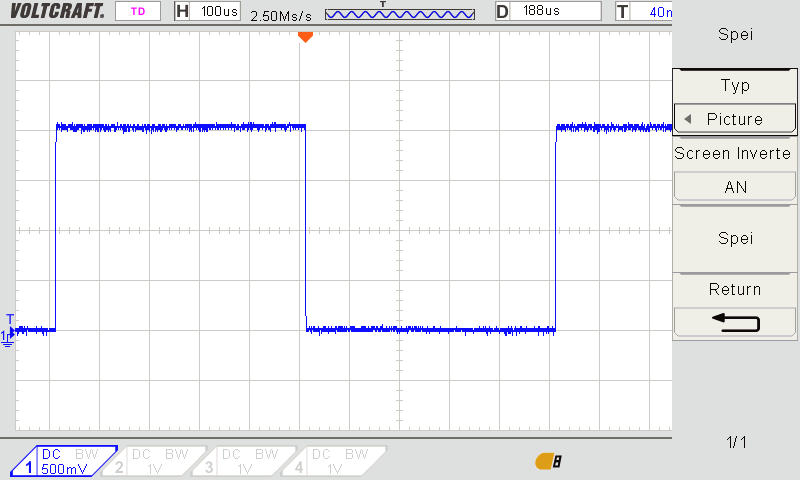 VOLTCRAFT. TD H 100us 2.50Ms/s T D 188us T 40n
Spei
Typ
Picture
Screen Inverte
AN
Spei
Return
T
1
1/1
1 DC BW 500mV
2 DC BW 1V
3 DC BW 1V
4 DC BW 1V